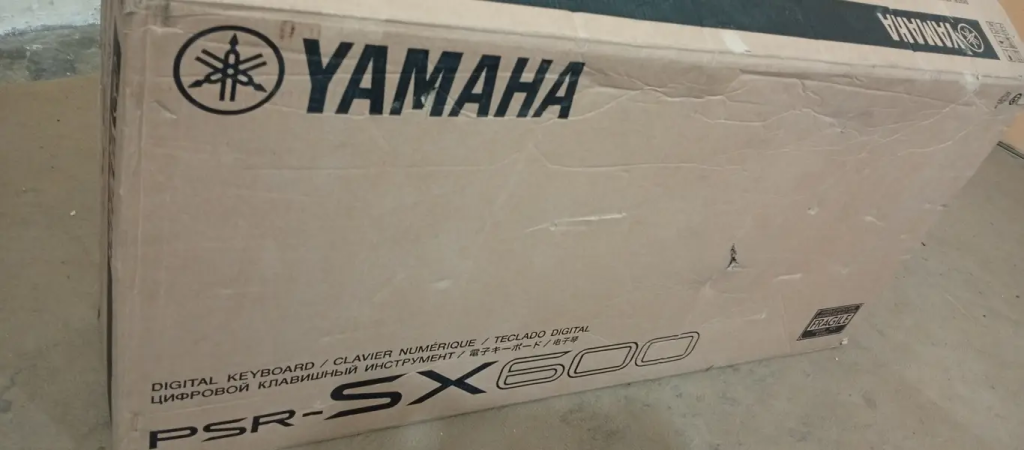 YAMAHA
YAMAHA
FRAGILE
DIGITAL KEYBOARD / CLAVIER NUMÉRIQUE / TECLADO DIGITAL
ЦИФРОВОЙ КЛАВИШНЫЙ ИНСТРУМЕНТ / 電子キーボード / 电子琴
PSR-SX600